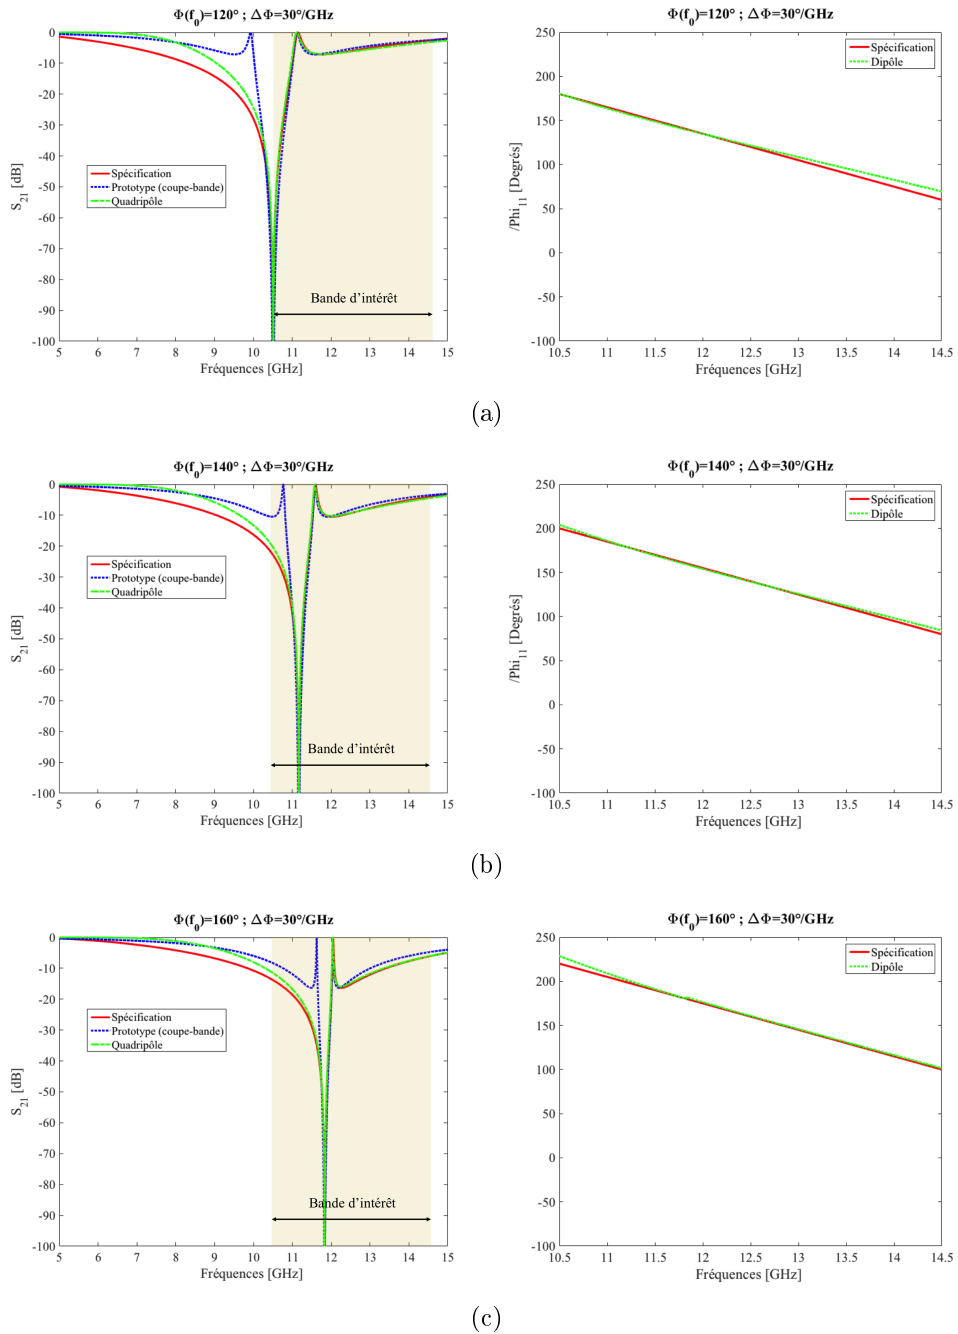 Φ(f0)=120° ; ΔΦ=30°/GHz
S21 [dB]
0
-10
-20
-30
-40
-50
-60
-70
-80
-90
-100
Spécification
Prototype (coupe-bande)
Quadripôle
Bande d'intérêt
5 6 7 8 9 10 11 12 13 14 15
Fréquences [GHz]
Φ(f0)=120° ; ΔΦ=30°/GHz
/Phi11 [Degrés]
250
200
150
100
50
0
-50
-100
Spécification
Dipôle
10.5 11 11.5 12 12.5 13 13.5 14 14.5
Fréquences [GHz]
(a)
Φ(f0)=140° ; ΔΦ=30°/GHz
S21 [dB]
0
-10
-20
-30
-40
-50
-60
-70
-80
-90
-100
Spécification
Prototype (coupe-bande)
Quadripôle
Bande d'intérêt
5 6 7 8 9 10 11 12 13 14 15
Fréquences [GHz]
Φ(f0)=140° ; ΔΦ=30°/GHz
/Phi11 [Degrés]
250
200
150
100
50
0
-50
-100
Spécification
Dipôle
10.5 11 11.5 12 12.5 13 13.5 14 14.5
Fréquences [GHz]
(b)
Φ(f0)=160° ; ΔΦ=30°/GHz
S21 [dB]
0
-10
-20
-30
-40
-50
-60
-70
-80
-90
-100
Spécification
Prototype (coupe-bande)
Quadripôle
Bande d'intérêt
5 6 7 8 9 10 11 12 13 14 15
Fréquences [GHz]
Φ(f0)=160° ; ΔΦ=30°/GHz
/Phi11 [Degrés]
250
200
150
100
50
0
-50
-100
Spécification
Dipôle
10.5 11 11.5 12 12.5 13 13.5 14 14.5
Fréquences [GHz]
(c)